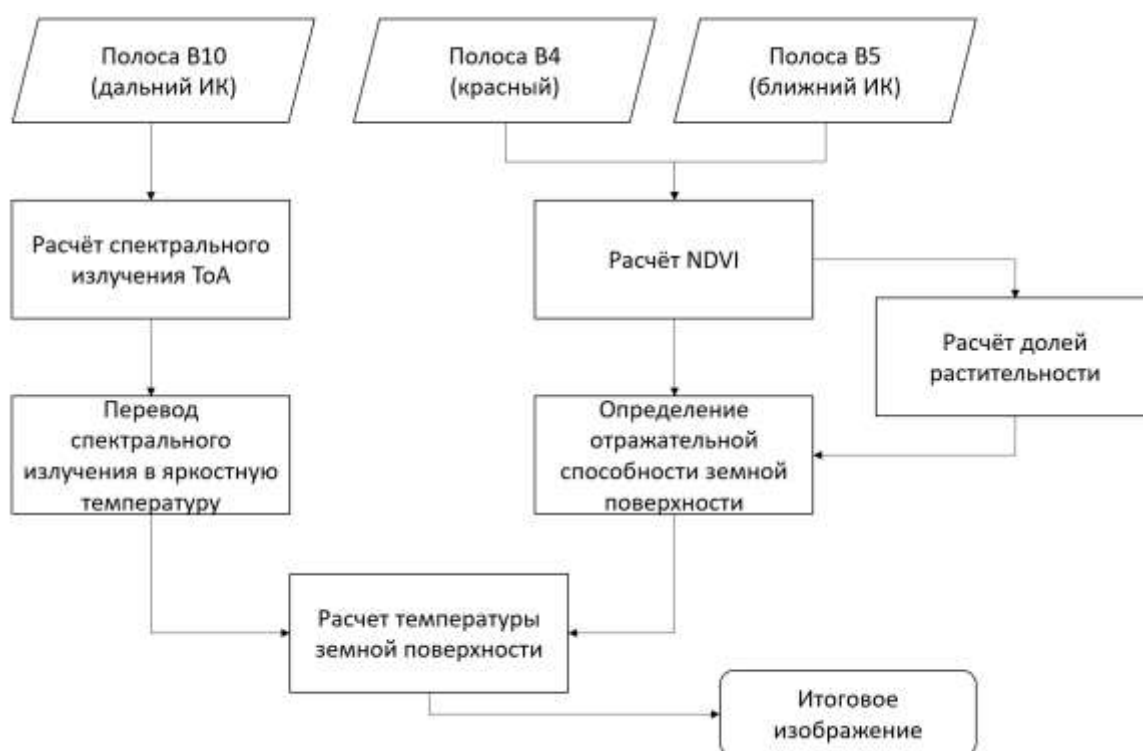 Полоса B10
(дальний ИК)
Полоса B4
(красный)
Полоса B5
(ближний ИК)
Расчёт спектрального
излучения ToA
Расчёт NDVI
Расчёт долей
растительности
Перевод
спектрального
излучения в яркостную
температуру
Определение
отражательной
способности земной
поверхности
Расчет температуры
земной поверхности
Итоговое
изображение